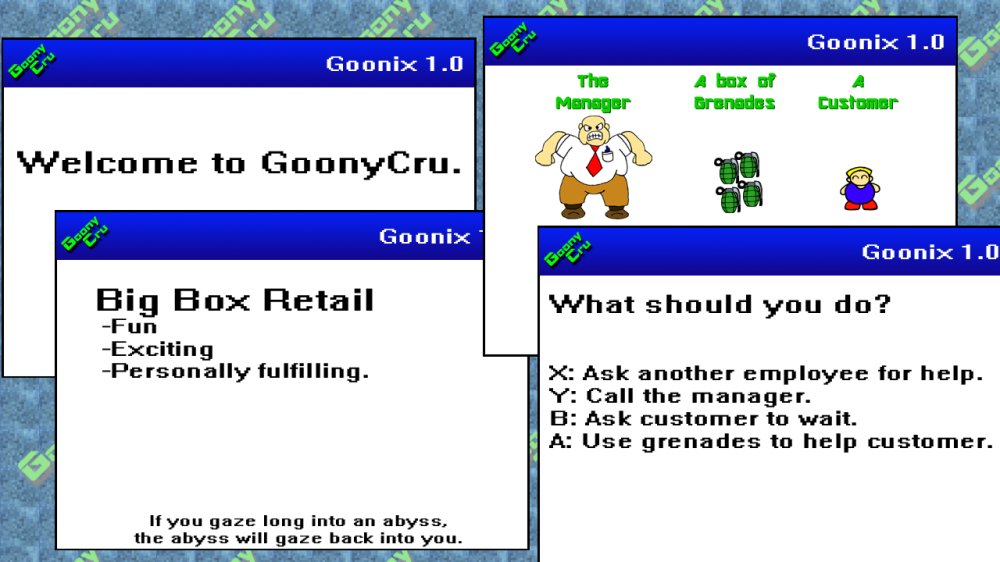 Goony
Cru
Goonix 1.0
Welcome to GoonyCru.
Goony
Cru
Goonix
Big Box Retail
-Fun
-Exciting
-Personally fulfilling.
If you gaze long into an abyss,
the abyss will gaze back into you.
Goony
Cru
Goonix 1.0
The
Manager
A box of
Grenades
A
Customer
Goony
Cru
Goonix 1.0
What should you do?
X: Ask another employee for help.
Y: Call the manager.
B: Ask customer to wait.
A: Use grenades to help customer.